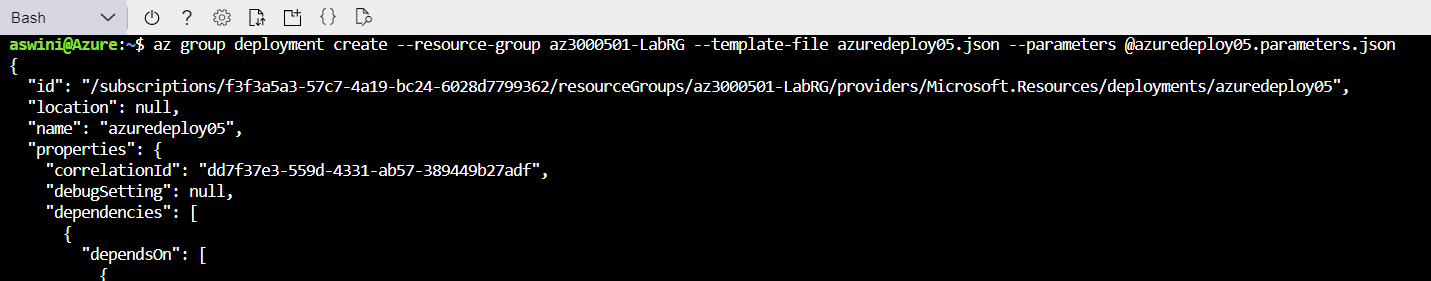 Bash
aswini@Azure:~$ az group deployment create --resource-group az3000501-LabRG --template-file azuredeploy05.json --parameters @azuredeploy05.parameters.json
{
  "id": "/subscriptions/f3f3a5a3-57c7-4a19-bc24-6028d7799362/resourceGroups/az3000501-LabRG/providers/Microsoft.Resources/deployments/azuredeploy05",
  "location": null,
  "name": "azuredeploy05",
  "properties": {
    "correlationId": "dd7f37e3-559d-4331-ab57-389449b27adf",
    "debugSetting": null,
    "dependencies": [
      {
        "dependsOn": [
          {